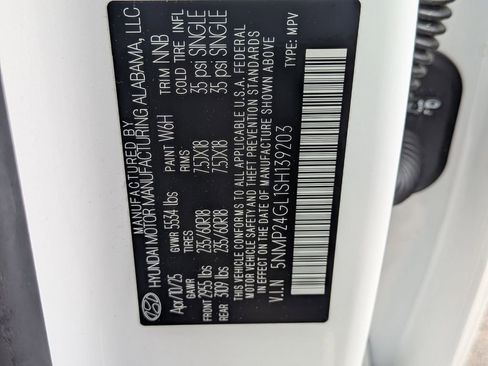 MANUFACTURED BY
HYUNDAI MOTOR MANUFACTURING ALABAMA, LLC
Apr/10/25 GVWR 5534 lbs PAINT W6H TRIM NNB
GAWR TIRES RIMS COLD TIRE INFL
FRONT 2955 lbs 235/60R18 7.5JX18 35 psi SINGLE
REAR 3109 lbs 235/60R18 7.5JX18 35 psi SINGLE
THIS VEHICLE CONFORMS TO ALL APPLICABLE U.S.A. FEDERAL
MOTOR VEHICLE SAFETY AND THEFT PREVENTION STANDARDS
IN EFFECT ON THE DATE OF MANUFACTURE SHOWN ABOVE
V.I.N 5NMP24GL1SH139203 TYPE: MPV